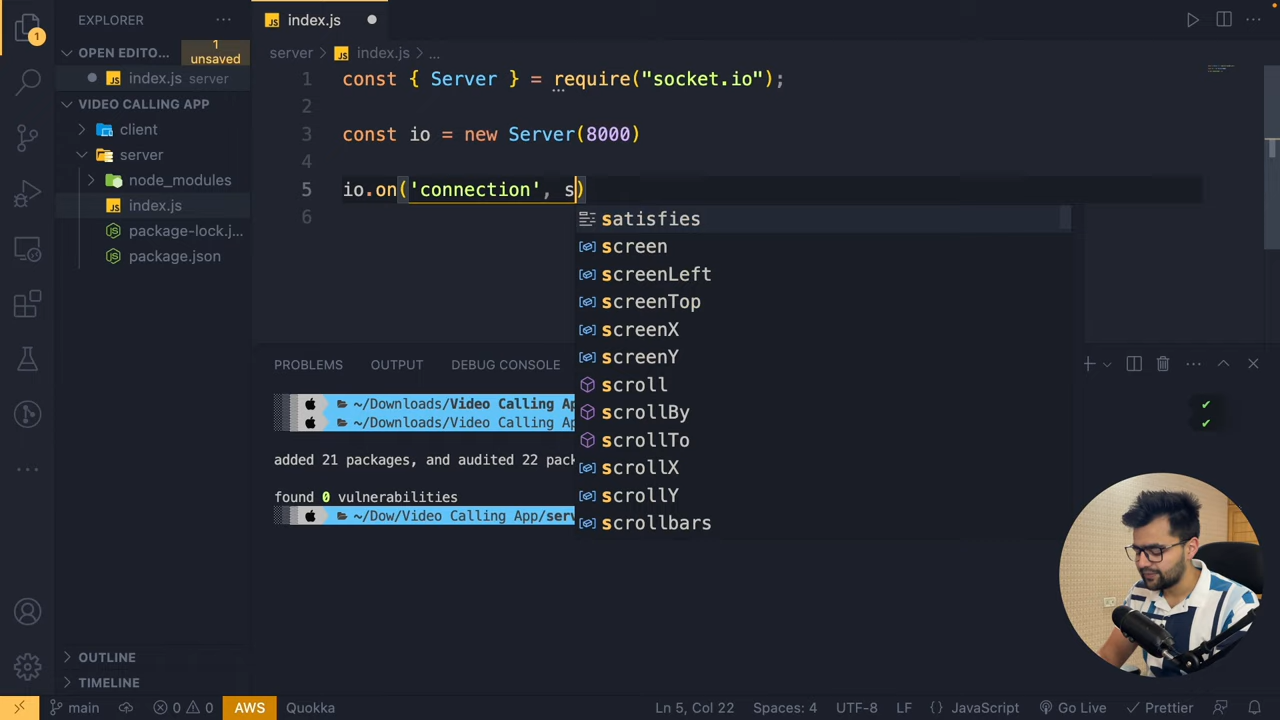 EXPLORER
index.js
OPEN EDITO...
1
unsaved
index.js server
VIDEO CALLING APP
client
server
node_modules
index.js
package-lock.j...
package.json
OUTLINE
TIMELINE
1
server > index.js > ...
1 const { Server } = require("socket.io");
2
3 const io = new Server(8000)
4
5 io.on('connection', s)
6
satisfies
screen
screenLeft
screenTop
screenX
screenY
scroll
scrollBy
scrollTo
scrollX
scrollY
scrollbars
PROBLEMS OUTPUT DEBUG CONSOLE
~/Downloads/Video Calling Ap
~/Downloads/Video Calling Ap
added 21 packages, and audited 22 pack
found 0 vulnerabilities
~/Dow/Video Calling App/serv
main 0 0 AWS Quokka Ln 5, Col 22 Spaces: 4 UTF-8 LF {} JavaScript Go Live Prettier